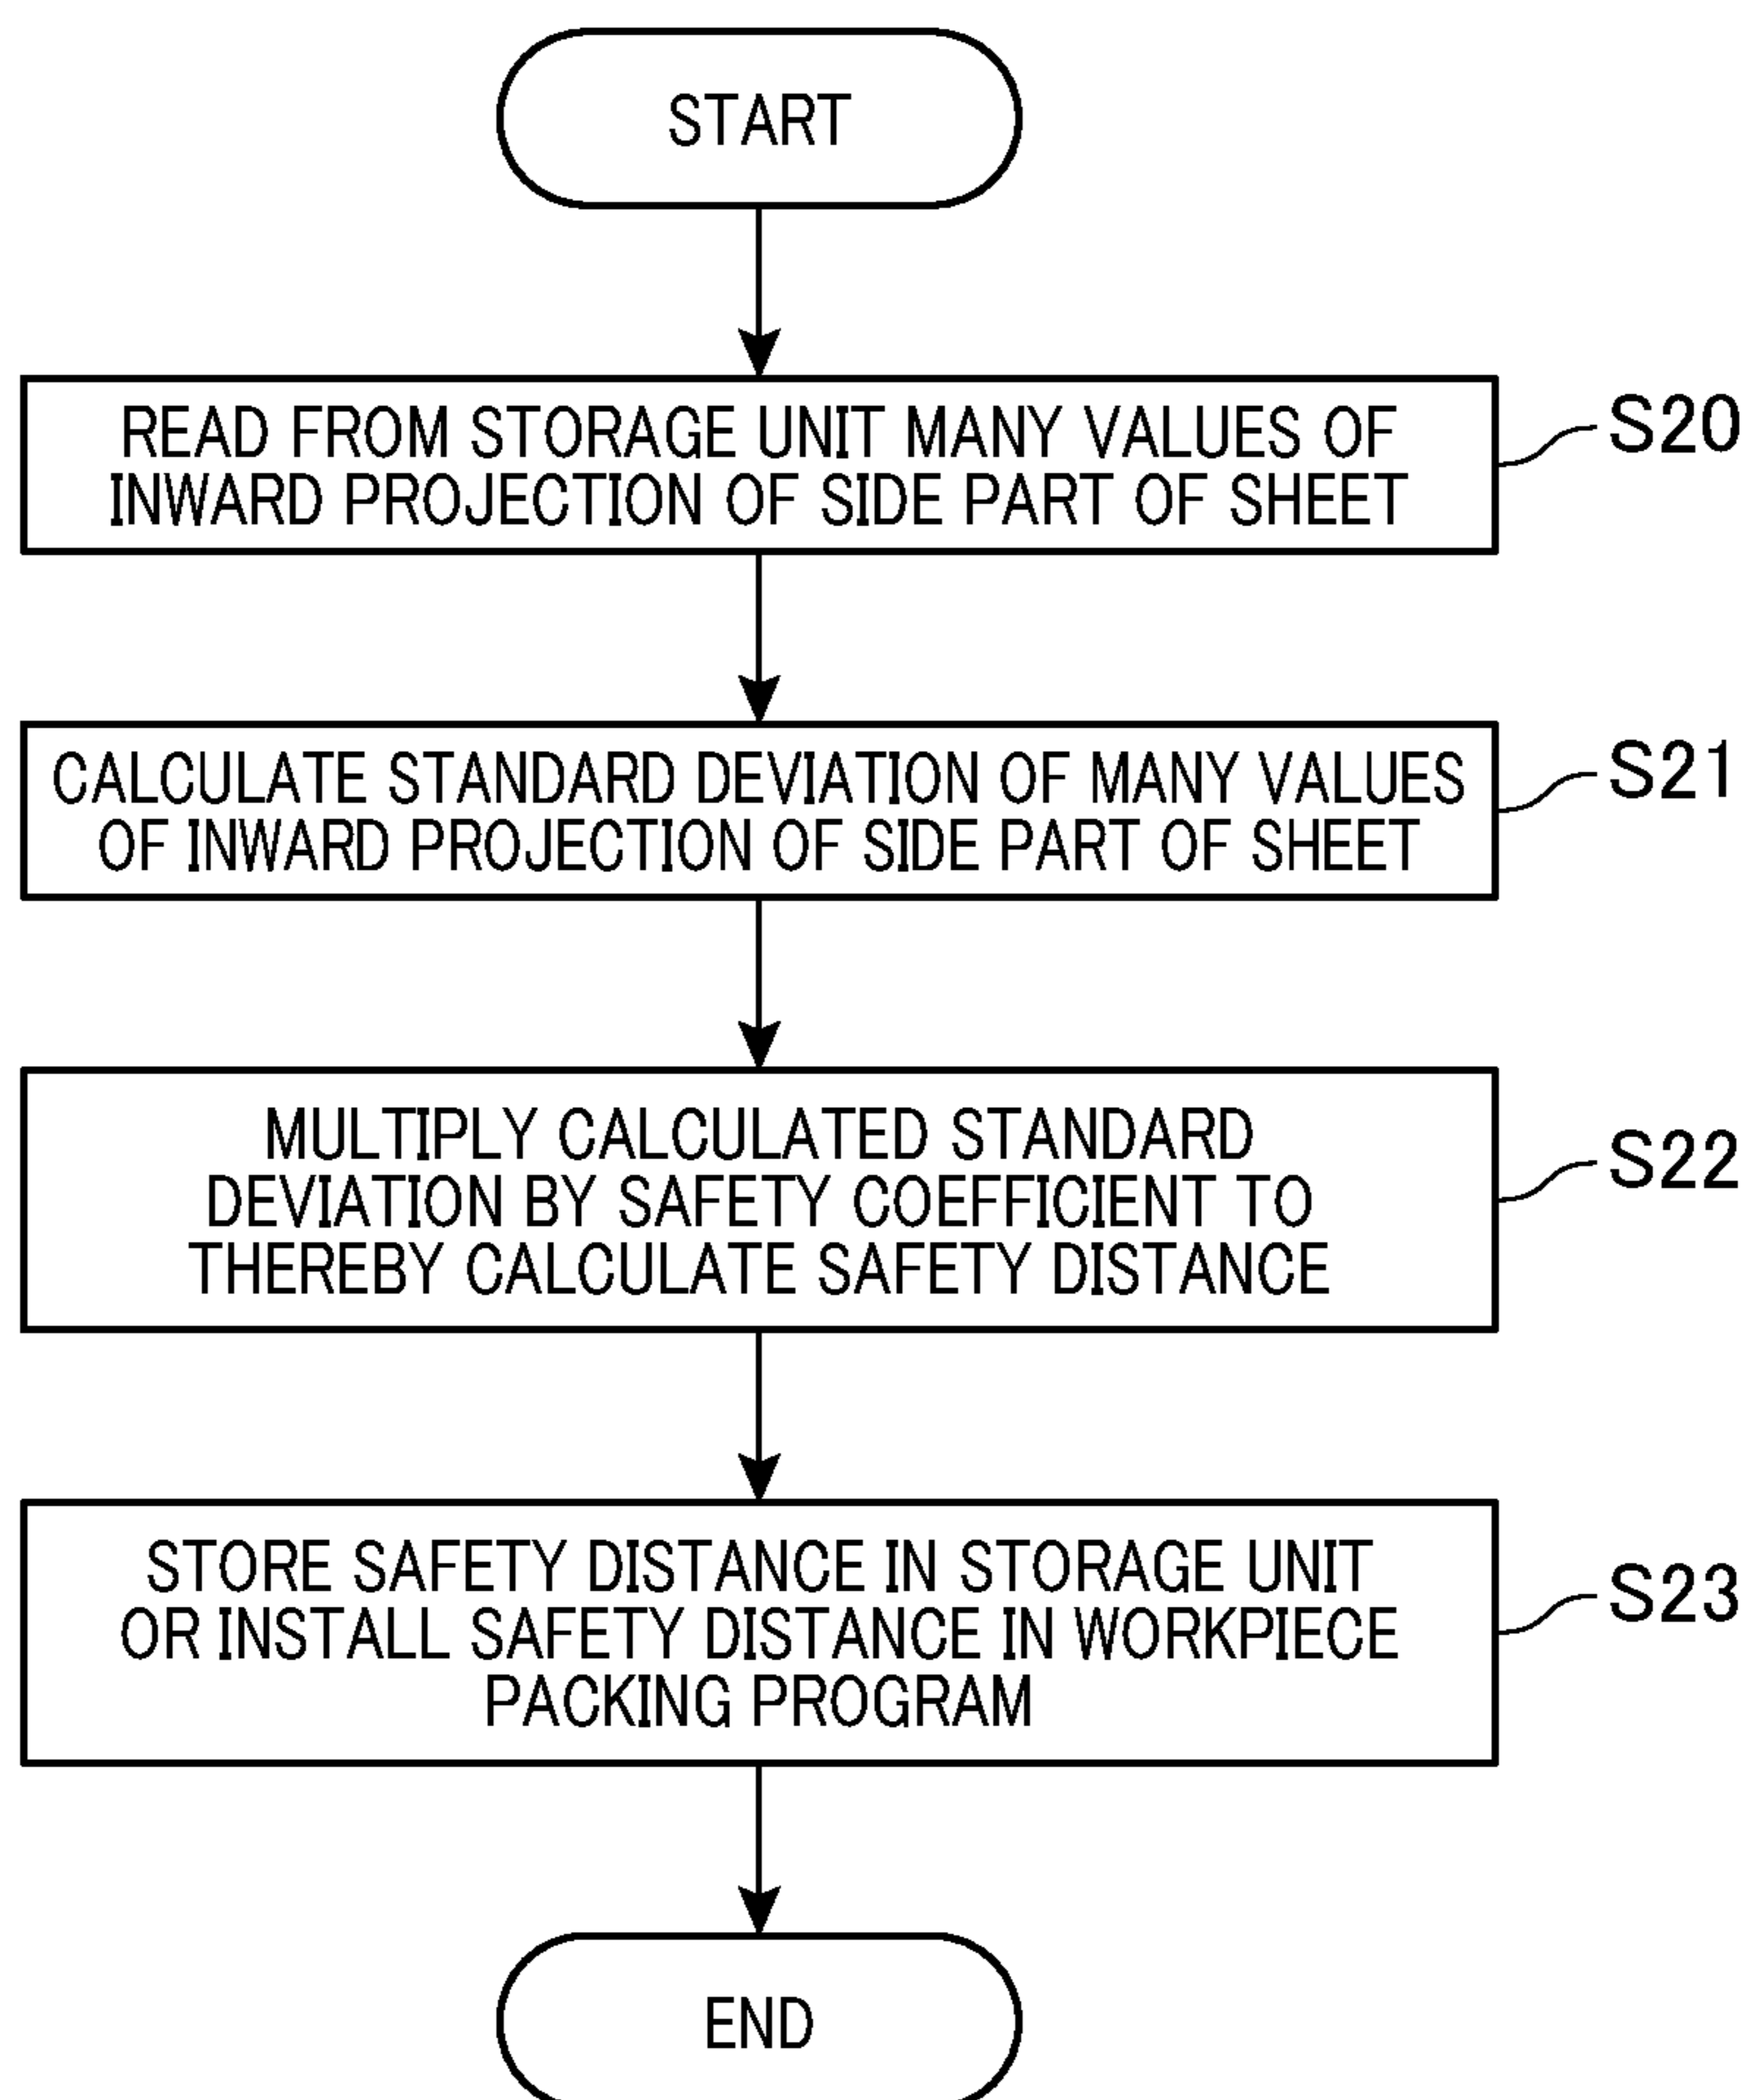 START
READ FROM STORAGE UNIT MANY VALUES OF
INWARD PROJECTION OF SIDE PART OF SHEET
S20
CALCULATE STANDARD DEVIATION OF MANY VALUES
OF INWARD PROJECTION OF SIDE PART OF SHEET
S21
MULTIPLY CALCULATED STANDARD
DEVIATION BY SAFETY COEFFICIENT TO
THEREBY CALCULATE SAFETY DISTANCE
S22
STORE SAFETY DISTANCE IN STORAGE UNIT
OR INSTALL SAFETY DISTANCE IN WORKPIECE
PACKING PROGRAM
S23
END